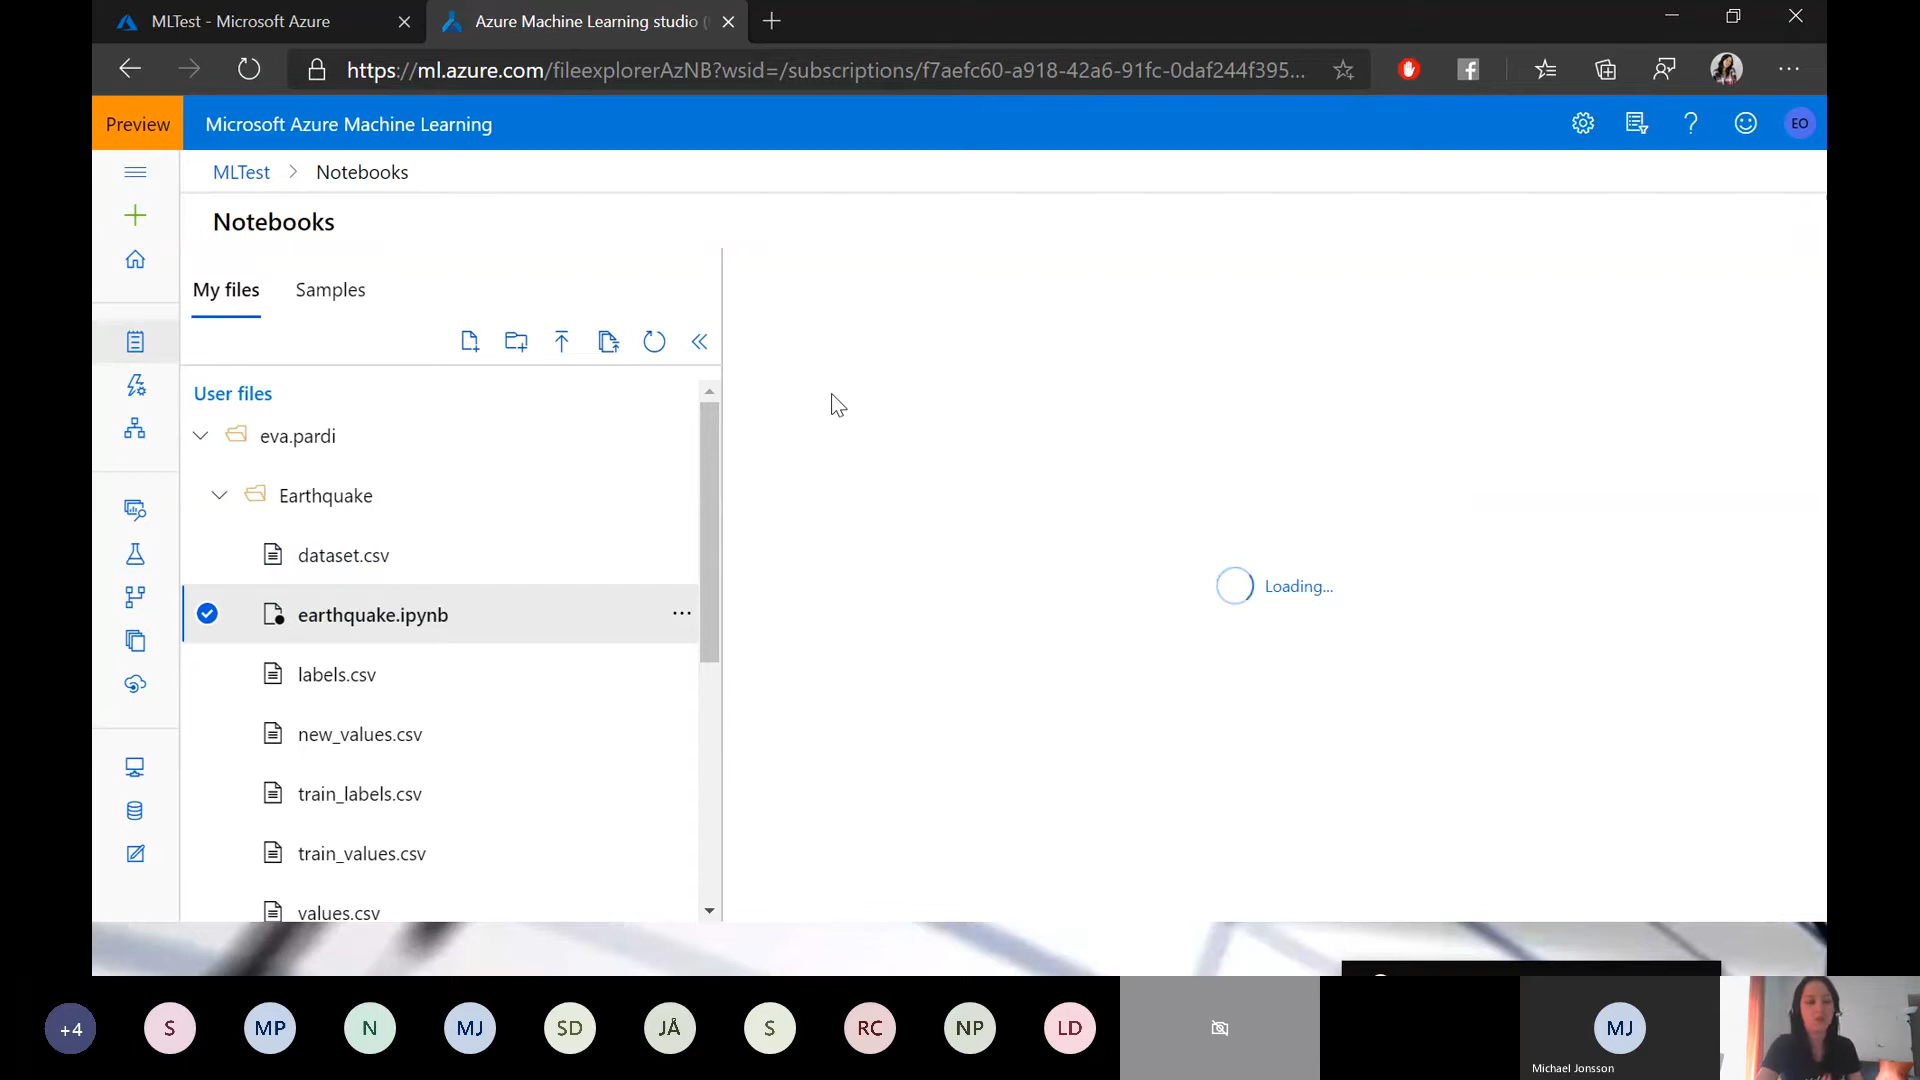 MLTest - Microsoft Azure
Azure Machine Learning studio (
https://ml.azure.com/fileexplorerAzNB?wsid=/subscriptions/f7aefc60-a918-42a6-91fc-0daf244f395...
Preview
Microsoft Azure Machine Learning
EO
MLTest > Notebooks
Notebooks
My files
Samples
User files
eva.pardi
Earthquake
dataset.csv
earthquake.ipynb
labels.csv
new_values.csv
train_labels.csv
train_values.csv
values.csv
Loading...
+4
S
MP
N
MJ
SD
JÅ
S
RC
NP
LD
MJ
Michael Jonsson